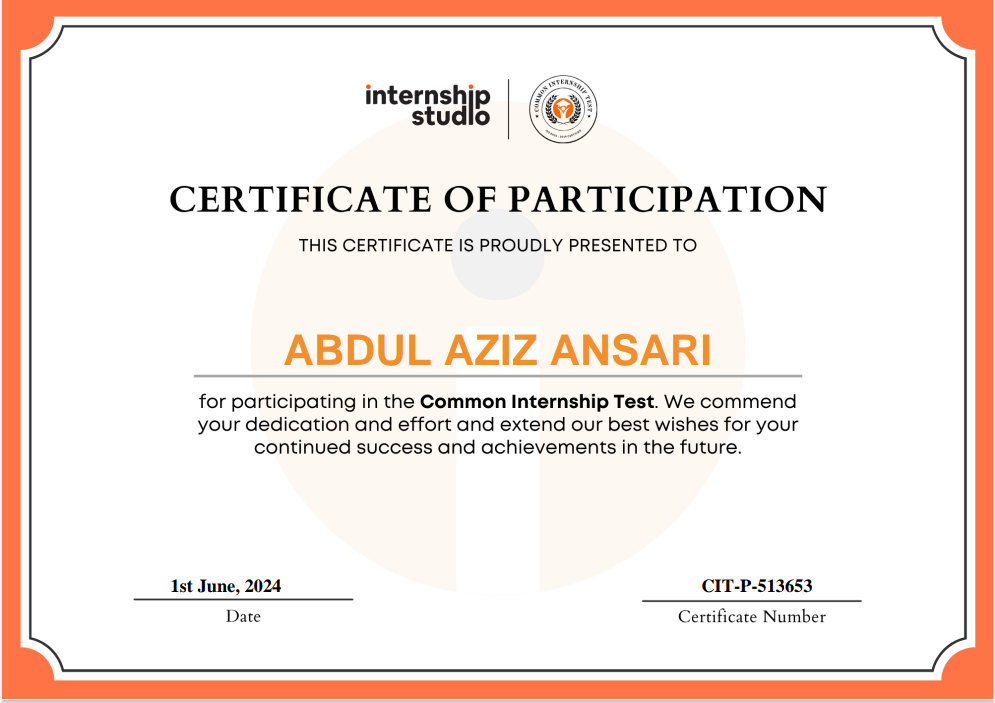 internship
studio
COMMON INTERNSHIP TEST
CERTIFICATE OF PARTICIPATION
THIS CERTIFICATE IS PROUDLY PRESENTED TO
ABDUL AZIZ ANSARI
for participating in the Common Internship Test. We commend
your dedication and effort and extend our best wishes for your
continued success and achievements in the future.
1st June, 2024
Date
CIT-P-513653
Certificate Number